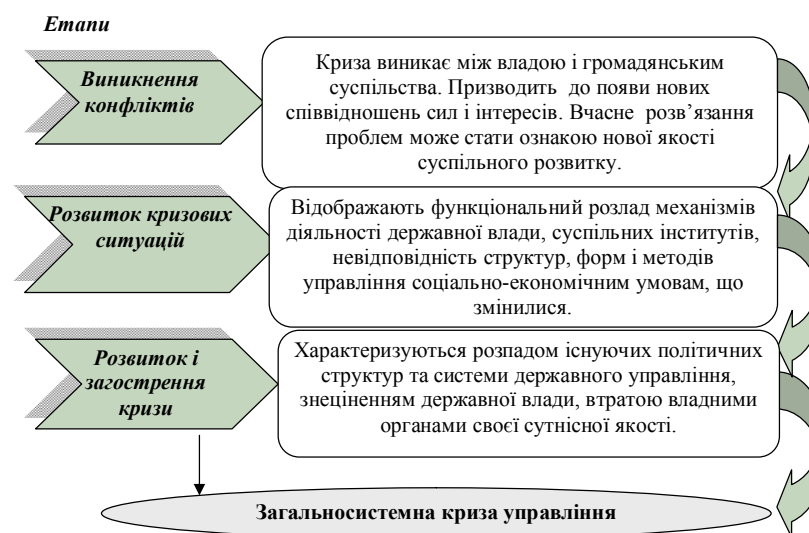 Етапи
Виникнення
конфліктів
Криза виникає між владою і громадянським
суспільства. Призводить до появи нових
співвідношень сил і інтересів. Вчасне розв’язання
проблем може стати ознакою нової якості
суспільного розвитку.
Розвиток кризових
ситуацій
Відображають функціональний розлад механізмів
діяльності державної влади, суспільних інститутів,
невідповідність структур, форм і методів
управління соціально-економічним умовам, що
змінилися.
Розвиток і
загострення
кризи
Характеризуються розпадом існуючих політичних
структур та системи державного управління,
знеціненням державної влади, втратою владними
органами своєї сутнісної якості.
Загальносистемна криза управління